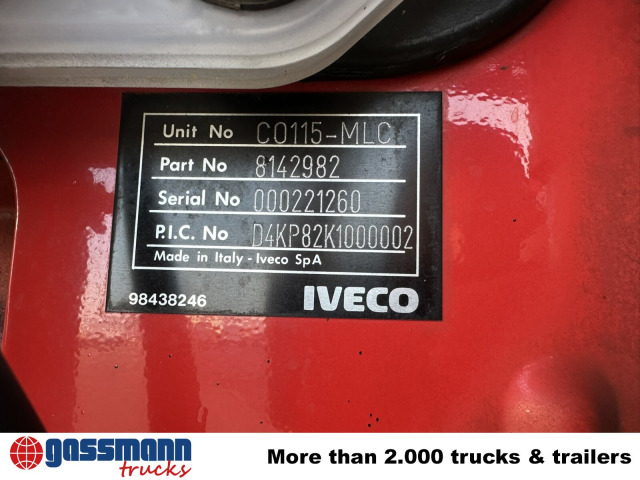 Unit No CO115-MLC
Part No 8142982
Serial No 000221260
P.I.C. No D4KP82K1000002
Made in Italy - Iveco SpA
98438246 IVECO
gassmann trucks
More than 2.000 trucks & trailers